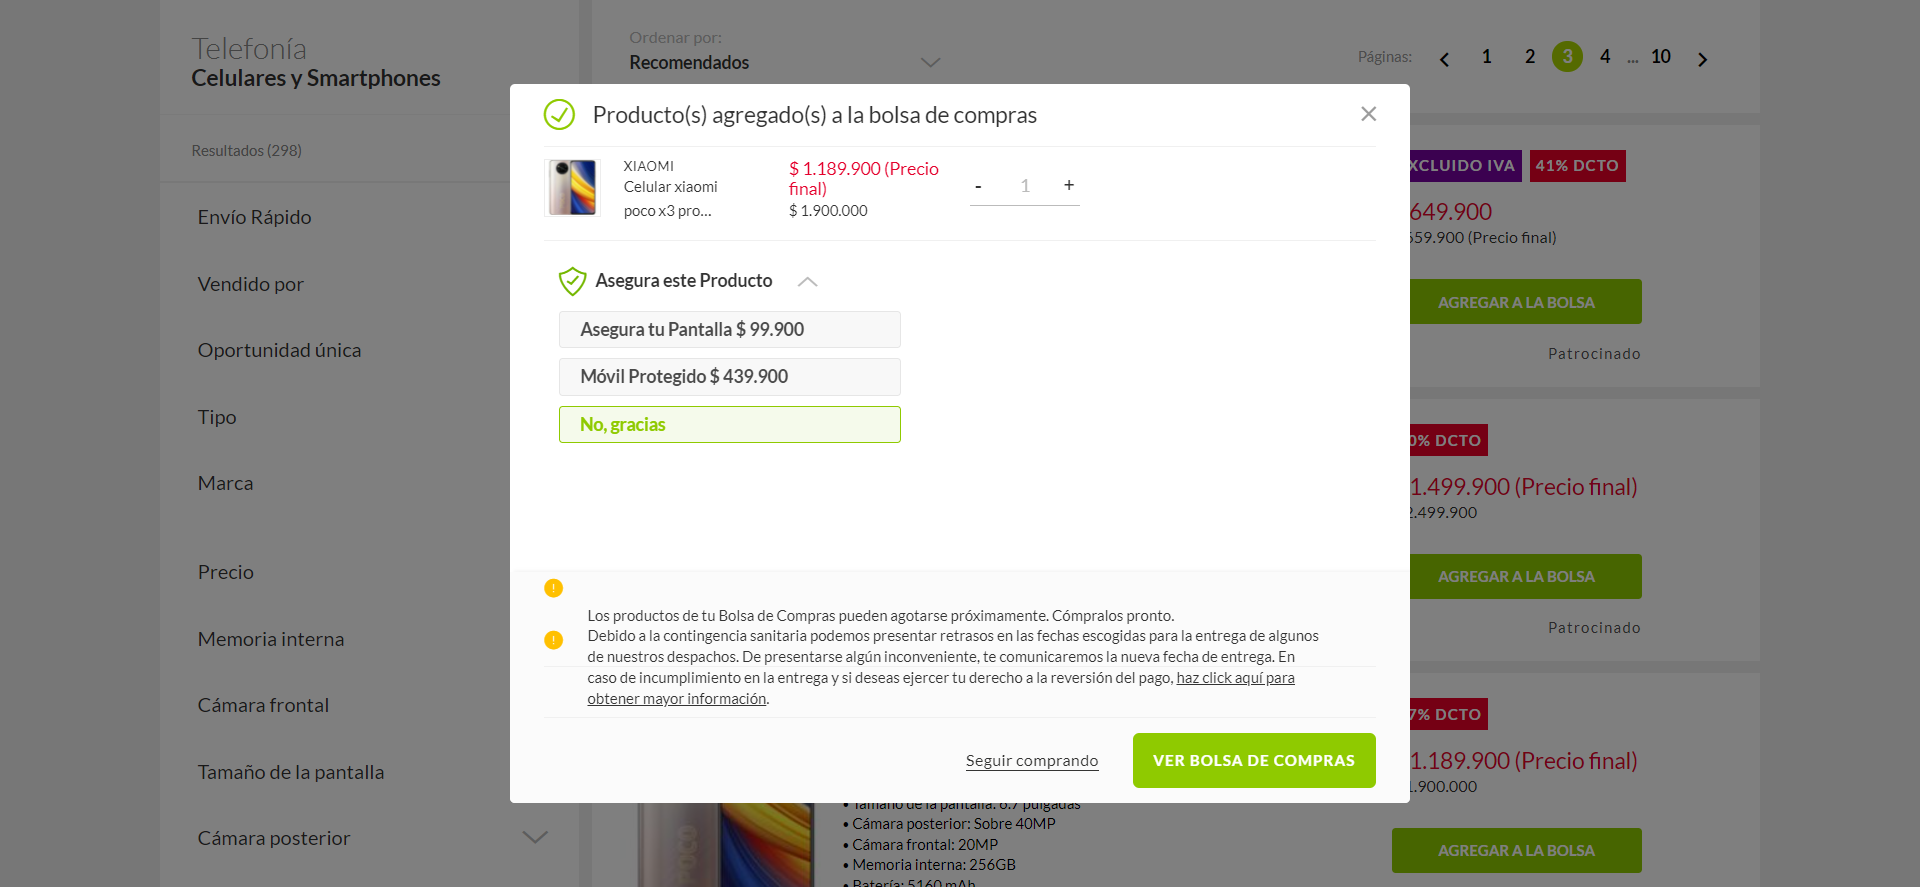 Telefonía
Celulares y Smartphones
Resultados (298)
Envío Rápido
Vendido por
Oportunidad única
Tipo
Marca
Precio
Memoria interna
Cámara frontal
Tamaño de la pantalla
Cámara posterior
Ordenar por:
Recomendados
Páginas:
1 2 3 4 ... 10
Producto(s) agregado(s) a la bolsa de compras
XIAOMI
Celular xiaomi
poco x3 pro...
$ 1.189.900 (Precio
final)
$ 1.900.000
- 1 +
Asegura este Producto
Asegura tu Pantalla $ 99.900
Móvil Protegido $ 439.900
No, gracias
Los productos de tu Bolsa de Compras pueden agotarse próximamente. Cómpralos pronto.
Debido a la contingencia sanitaria podemos presentar retrasos en las fechas escogidas para la entrega de algunos
de nuestros despachos. De presentarse algún inconveniente, te comunicaremos la nueva fecha de entrega. En
caso de incumplimiento en la entrega y si deseas ejercer tu derecho a la reversión del pago, haz click aquí para
obtener mayor información.
Seguir comprando
VER BOLSA DE COMPRAS
XCLUIDO IVA
41% DCTO
649.900
59.900 (Precio final)
AGREGAR A LA BOLSA
Patrocinado
0% DCTO
1.499.900 (Precio final)
2.499.900
AGREGAR A LA BOLSA
Patrocinado
7% DCTO
1.189.900 (Precio final)
1.900.000
AGREGAR A LA BOLSA
POCO
• Tamaño de la pantalla: 6.7 pulgadas
• Cámara posterior: Sobre 40MP
• Cámara frontal: 20MP
• Memoria interna: 256GB
• Batería: 5160 mAh